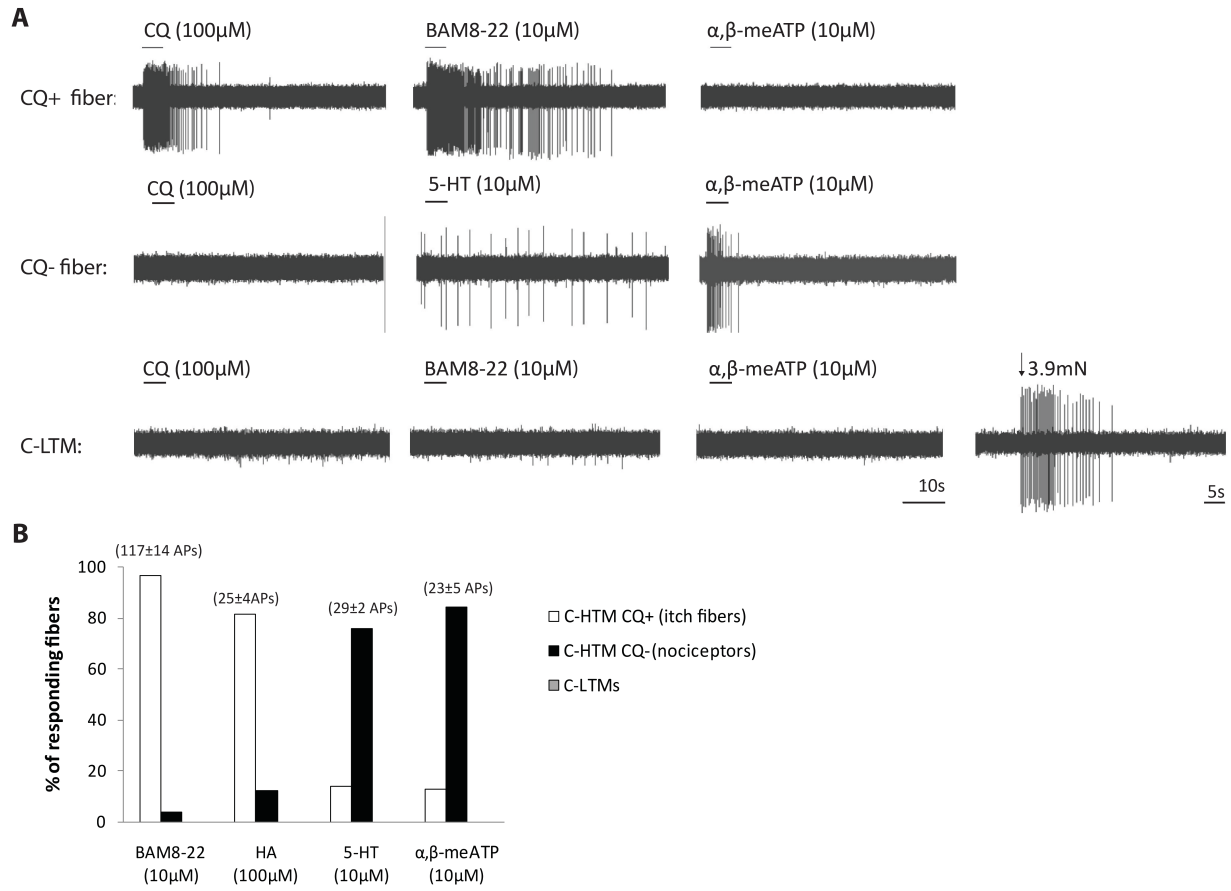 A
CQ (100µM) BAM8-22 (10µM) α,β-meATP (10µM)
CQ+ fiber:
CQ (100µM) 5-HT (10µM) α,β-meATP (10µM)
CQ- fiber:
CQ (100µM) BAM8-22 (10µM) α,β-meATP (10µM) 3.9mN
C-LTM:
10s 5s
B
(117±14 APs) (25±4APs) (29±2 APs) (23±5 APs)
% of responding fibers
100
80
60
40
20
0
BAM8-22 HA 5-HT α,β-meATP
(10µM) (100µM) (10µM) (10µM)
C-HTM CQ+ (itch fibers)
C-HTM CQ-(nociceptors)
C-LTMs